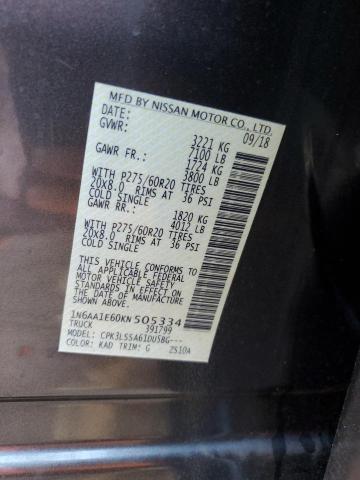 MFD BY NISSAN MOTOR CO., LTD.
DATE: 09/18
GVWR: 3221 KG
7100 LB
GAWR FR.: 1724 KG
3800 LB
WITH P275/60R20 TIRES
20X8.0 RIMS AT 36 PSI
COLD SINGLE
GAWR RR.: 1820 KG
4012 LB
WITH P275/60R20 TIRES
20X8.0 RIMS AT 36 PSI
COLD SINGLE
THIS VEHICLE CONFORMS TO
ALL APPLICABLE FEDERAL
MOTOR VEHICLE SAFETY
STANDARDS IN EFFECT ON
THE DATE OF MANUFACTURE
SHOWN ABOVE.
1N6AA1E60KN505334
TRUCK 391799
CPK3LSSA61DU5BG---
COLOR: KAD TRIM: G 2S10A